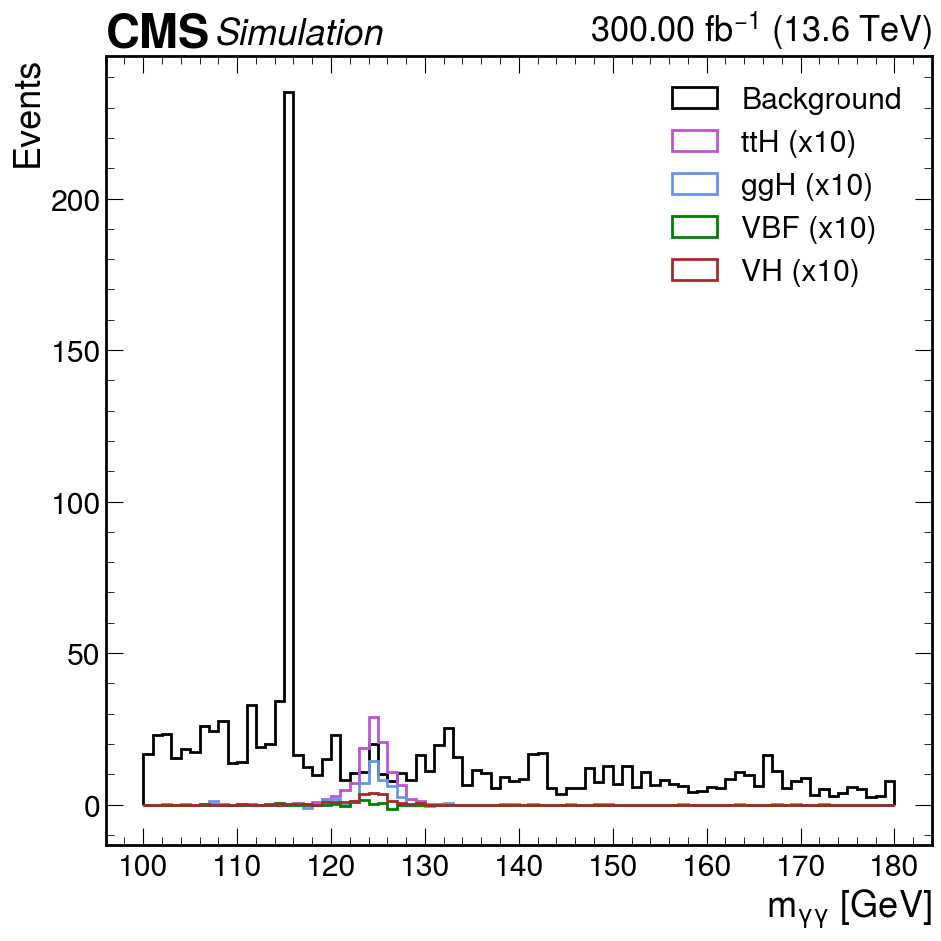 CMS Simulation 300.00 fb⁻¹ (13.6 TeV)
Events
Background
ttH (x10)
ggH (x10)
VBF (x10)
VH (x10)
200
150
100
50
0
100 110 120 130 140 150 160 170 180
mγγ [GeV]